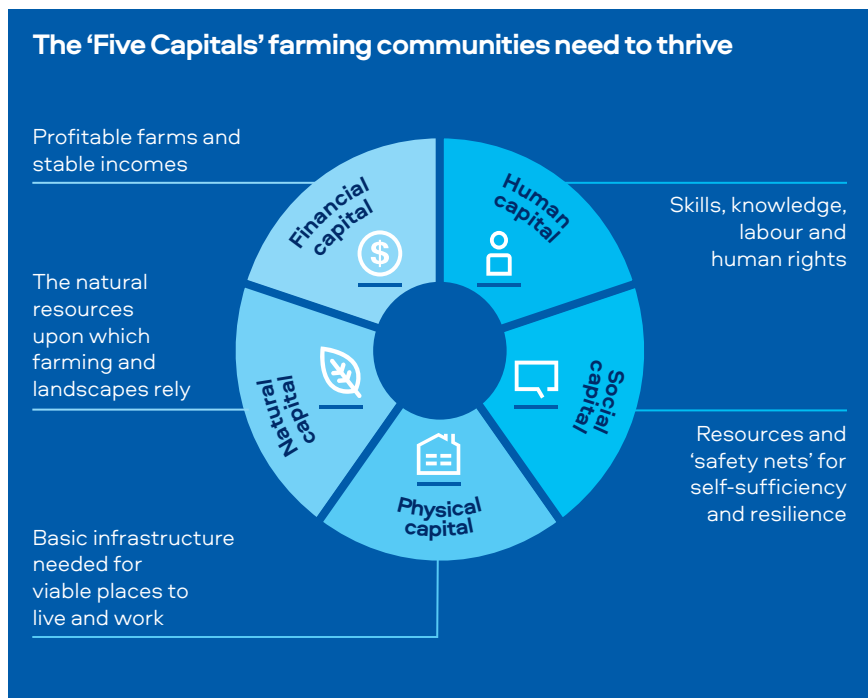 The ‘Five Capitals’ farming communities need to thrive
Profitable farms and
stable incomes
Financial
capital
$
Human
capital
Skills, knowledge,
labour and
human rights
The natural
resources
upon which
farming and
landscapes rely
Natural
capital
Social
capital
Resources and
‘safety nets’ for
self-sufficiency
and resilience
Physical
capital
Basic infrastructure
needed for
viable places to
live and work